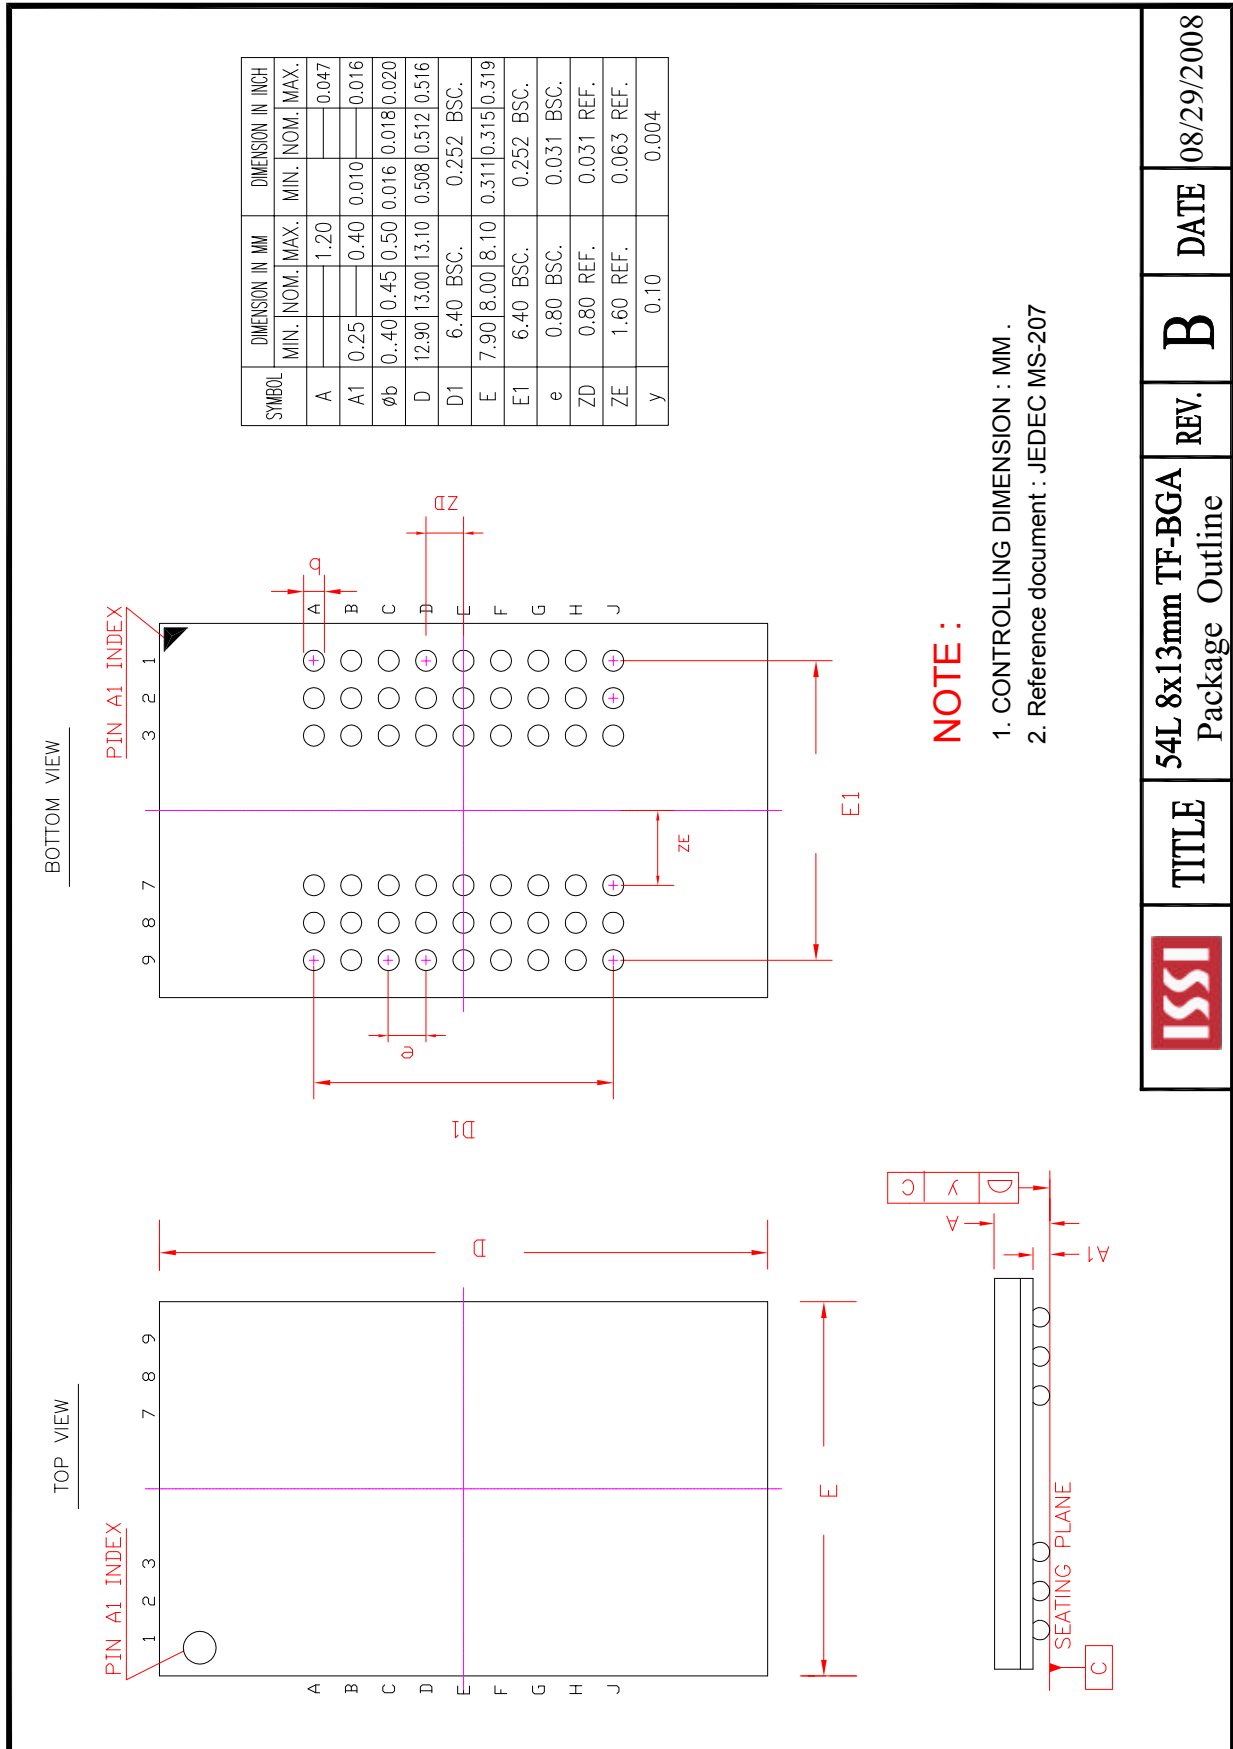 TOP VIEW
PIN A1 INDEX
1 2 3 7 8 9
A
B
C
D
E
F
G
H
J
D
E
BOTTOM VIEW
PIN A1 INDEX
9 8 7 3 2 1
A
B
C
D
E
F
G
H
J
b
ZD
e
D1
ZE
E1
SYMBOL DIMENSION IN MM DIMENSION IN INCH
MIN. NOM. MAX. MIN. NOM. MAX.
A 1.20 0.047
A1 0.25 0.40 0.010 0.016
øb 0..40 0.45 0.50 0.016 0.018 0.020
D 12.90 13.00 13.10 0.508 0.512 0.516
D1 6.40 BSC. 0.252 BSC.
E 7.90 8.00 8.10 0.311 0.315 0.319
E1 6.40 BSC. 0.252 BSC.
e 0.80 BSC. 0.031 BSC.
ZD 0.80 REF. 0.031 REF.
ZE 1.60 REF. 0.063 REF.
y 0.10 0.004
C y D
A
A1
SEATING PLANE
C
NOTE :
1. CONTROLLING DIMENSION : MM .
2. Reference document : JEDEC MS-207
ISSI
TITLE
54L 8x13mm TF-BGA
Package Outline
REV.
B
DATE
08/29/2008